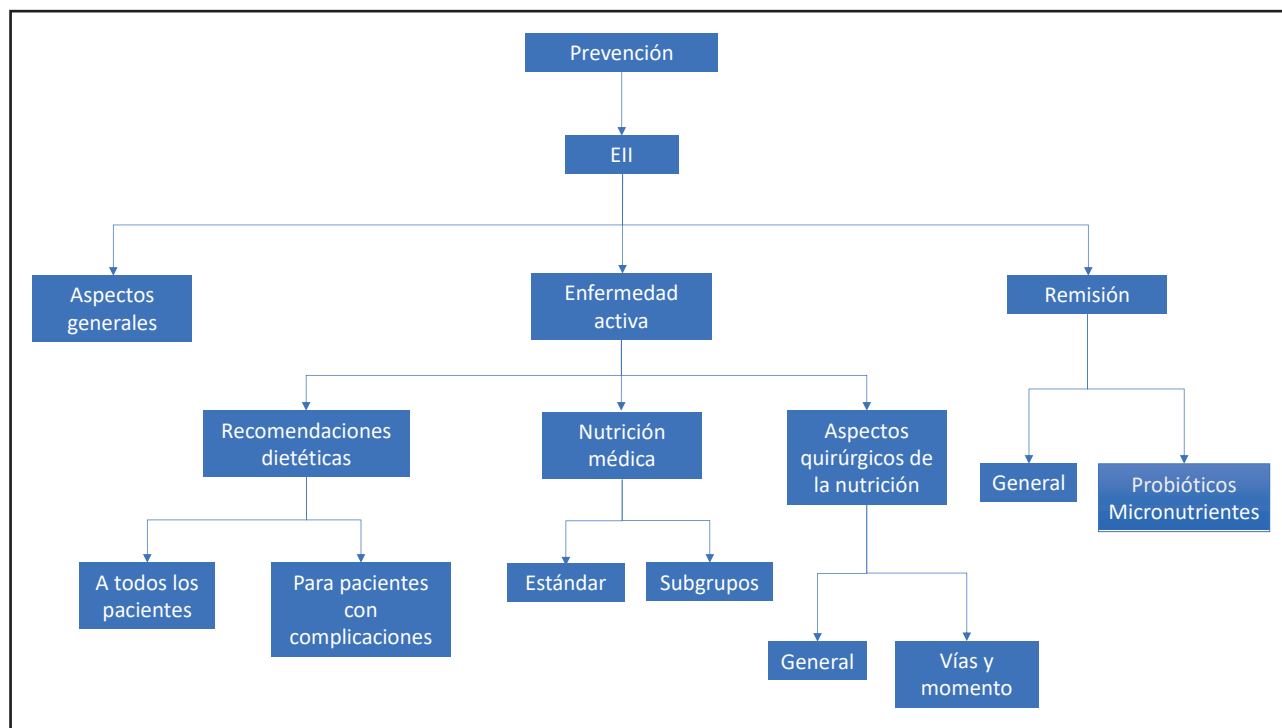 Prevención
EII
Aspectos
generales
Enfermedad
activa
Remisión
Recomendaciones
dietéticas
Nutrición
médica
Aspectos
quirúrgicos de
la nutrición
General
Probióticos
Micronutrientes
A todos los
pacientes
Para pacientes
con
complicaciones
Estándar
Subgrupos
General
Vías y
momento